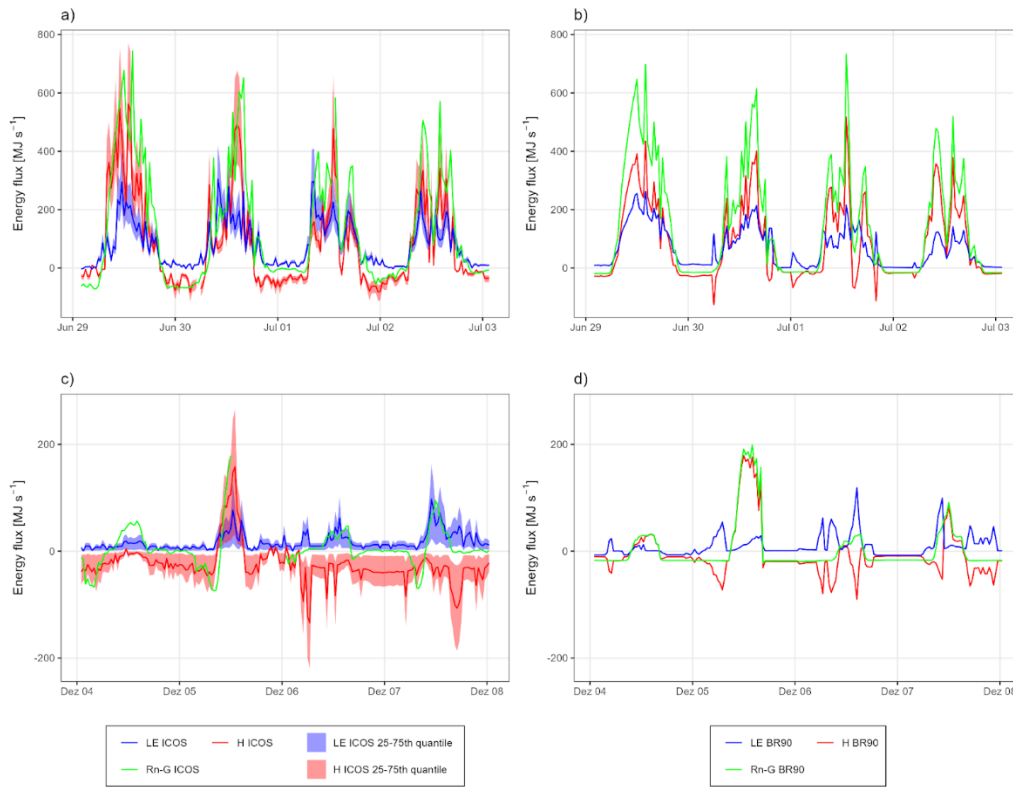 a)
b)
Energy flux [MJ s⁻¹]
800
600
400
200
0
Jun 29
Jun 30
Jul 01
Jul 02
Jul 03
Energy flux [MJ s⁻¹]
800
600
400
200
0
Jun 29
Jun 30
Jul 01
Jul 02
Jul 03
c)
d)
Energy flux [MJ s⁻¹]
200
0
-200
Dez 04
Dez 05
Dez 06
Dez 07
Dez 08
Energy flux [MJ s⁻¹]
200
0
-200
Dez 04
Dez 05
Dez 06
Dez 07
Dez 08
LE ICOS
H ICOS
LE ICOS 25-75th quantile
Rn-G ICOS
H ICOS 25-75th quantile
LE BR90
H BR90
Rn-G BR90